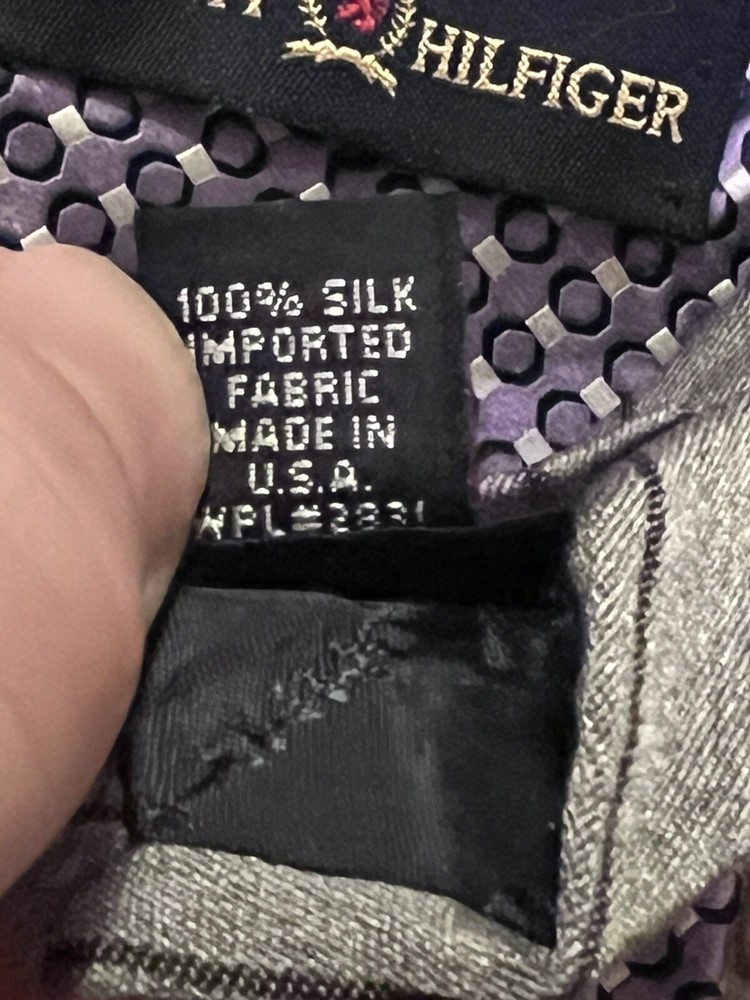 HILFIGER
100% SILK
IMPORTED
FABRIC
MADE IN
U.S.A.